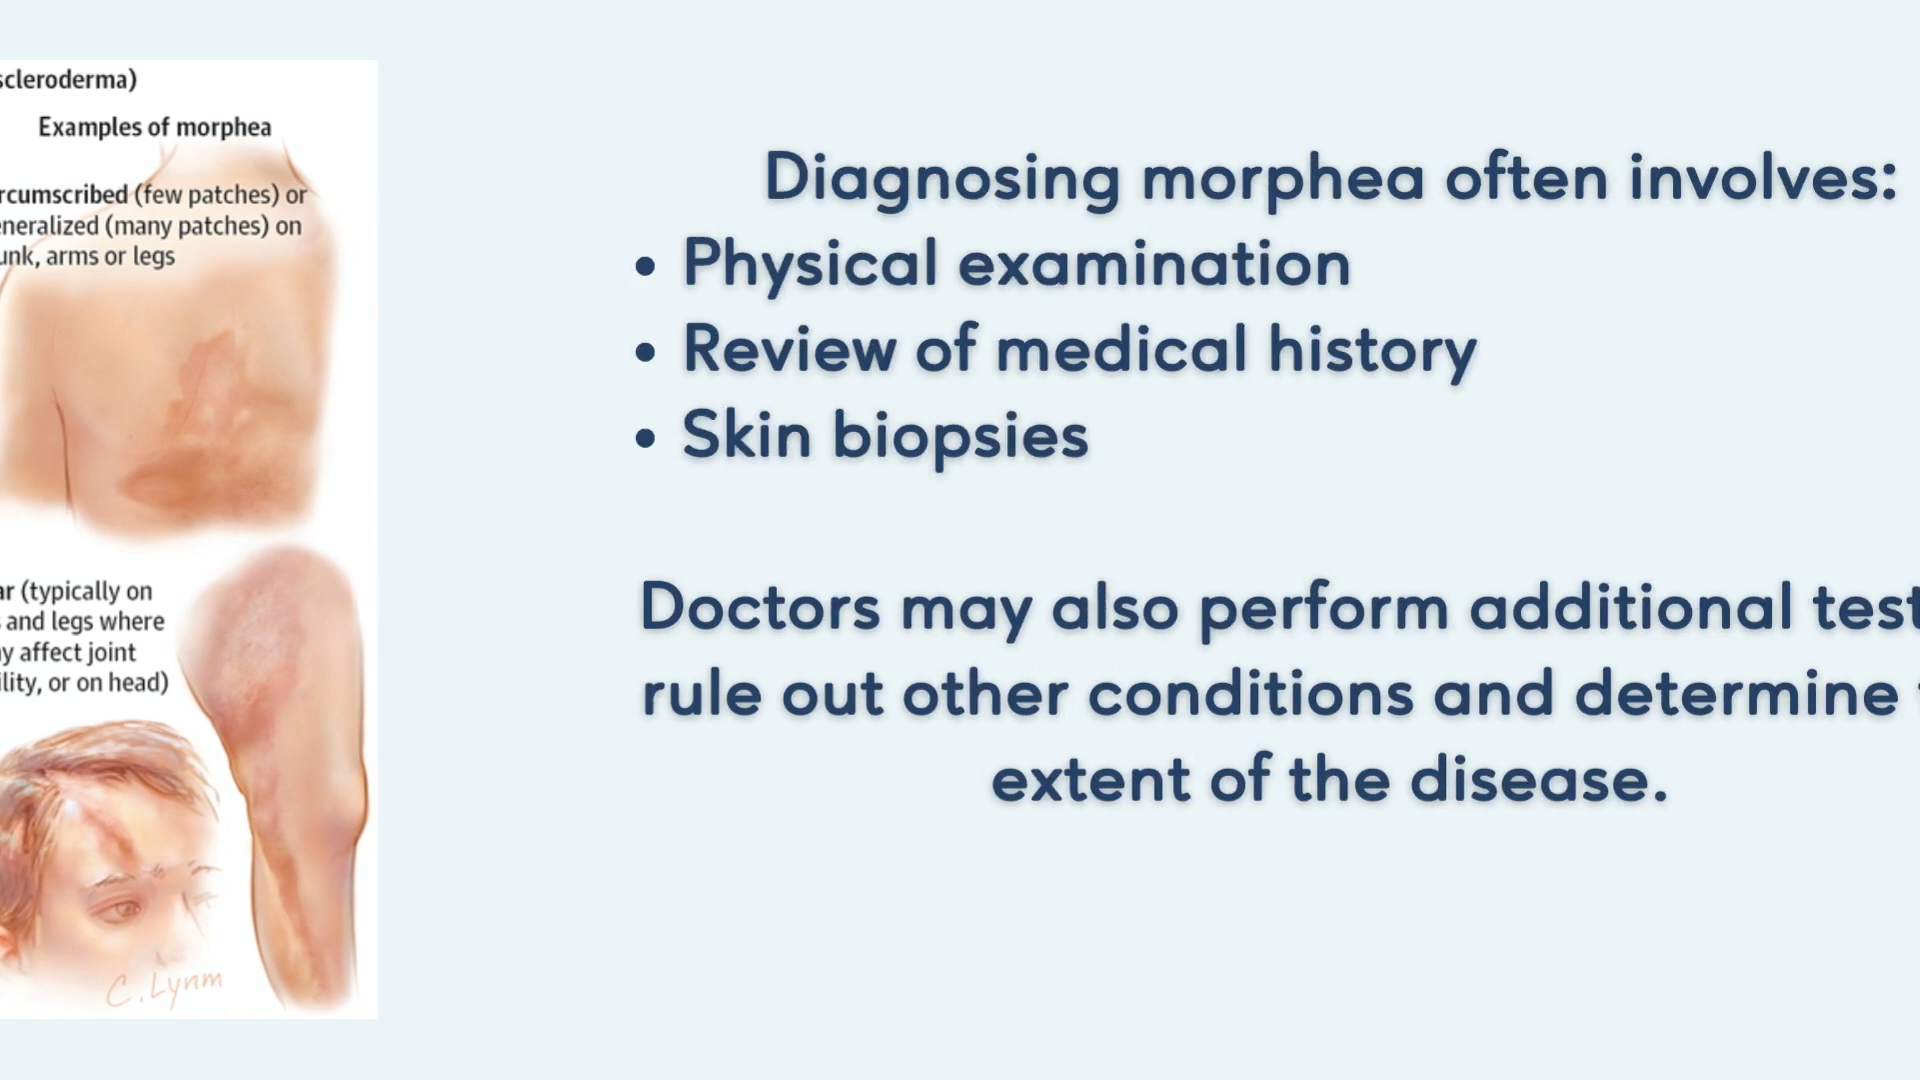 scleroderma)
Examples of morphea
rcumscribed (few patches) or
eneralized (many patches) on
unk, arms or legs
ar (typically on
s and legs where
ay affect joint
ility, or on head)
C. Lynm
Diagnosing morphea often involves:
• Physical examination
• Review of medical history
• Skin biopsies
Doctors may also perform additional test
rule out other conditions and determine
extent of the disease.